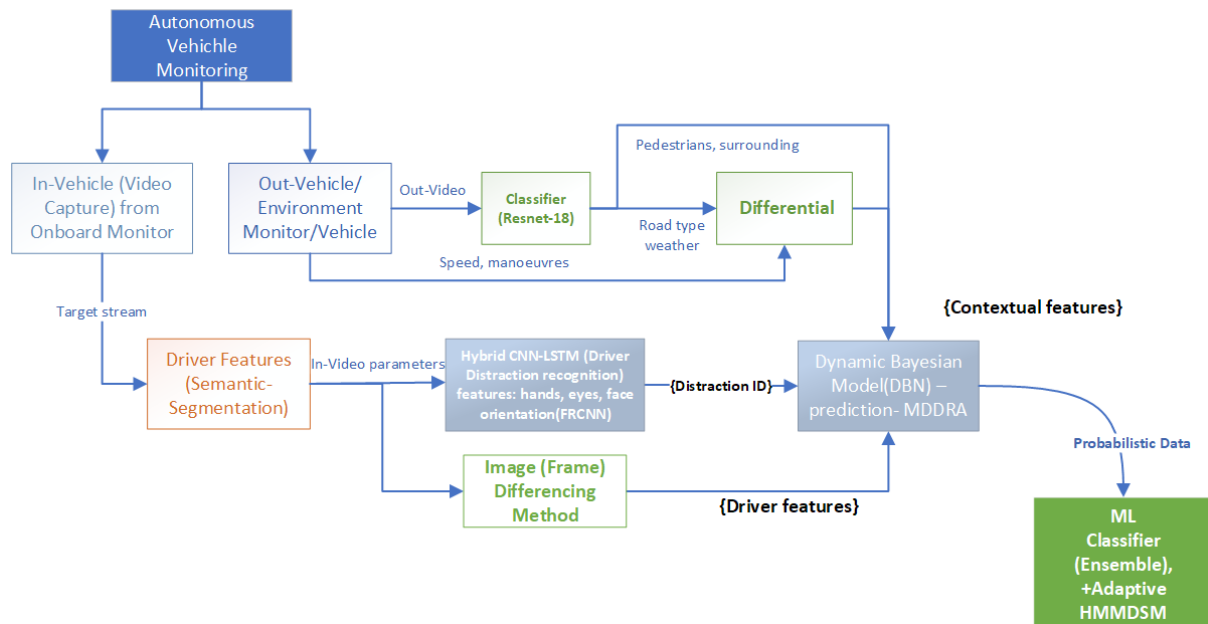 Autonomous
Vehichle
Monitoring
Pedestrians, surrounding
In-Vehicle (Video
Capture) from
Onboard Monitor
Out-Vehicle/
Environment
Monitor/Vehicle
Out-Video
Classifier
(Resnet-18)
Road type
weather
Differential
Speed, manoeuvres
Target stream
{Contextual features}
Driver Features
(Semantic-
Segmentation)
In-Video parameters
Hybrid CNN-LSTM (Driver
Distraction recognition)
features: hands, eyes, face
orientation(FRCNN)
{Distraction ID}
Dynamic Bayesian
Model(DBN) –
prediction- MDDRA
Probabilistic Data
Image (Frame)
Differencing
Method
{Driver features}
ML
Classifier
(Ensemble),
+Adaptive
HMMDSM